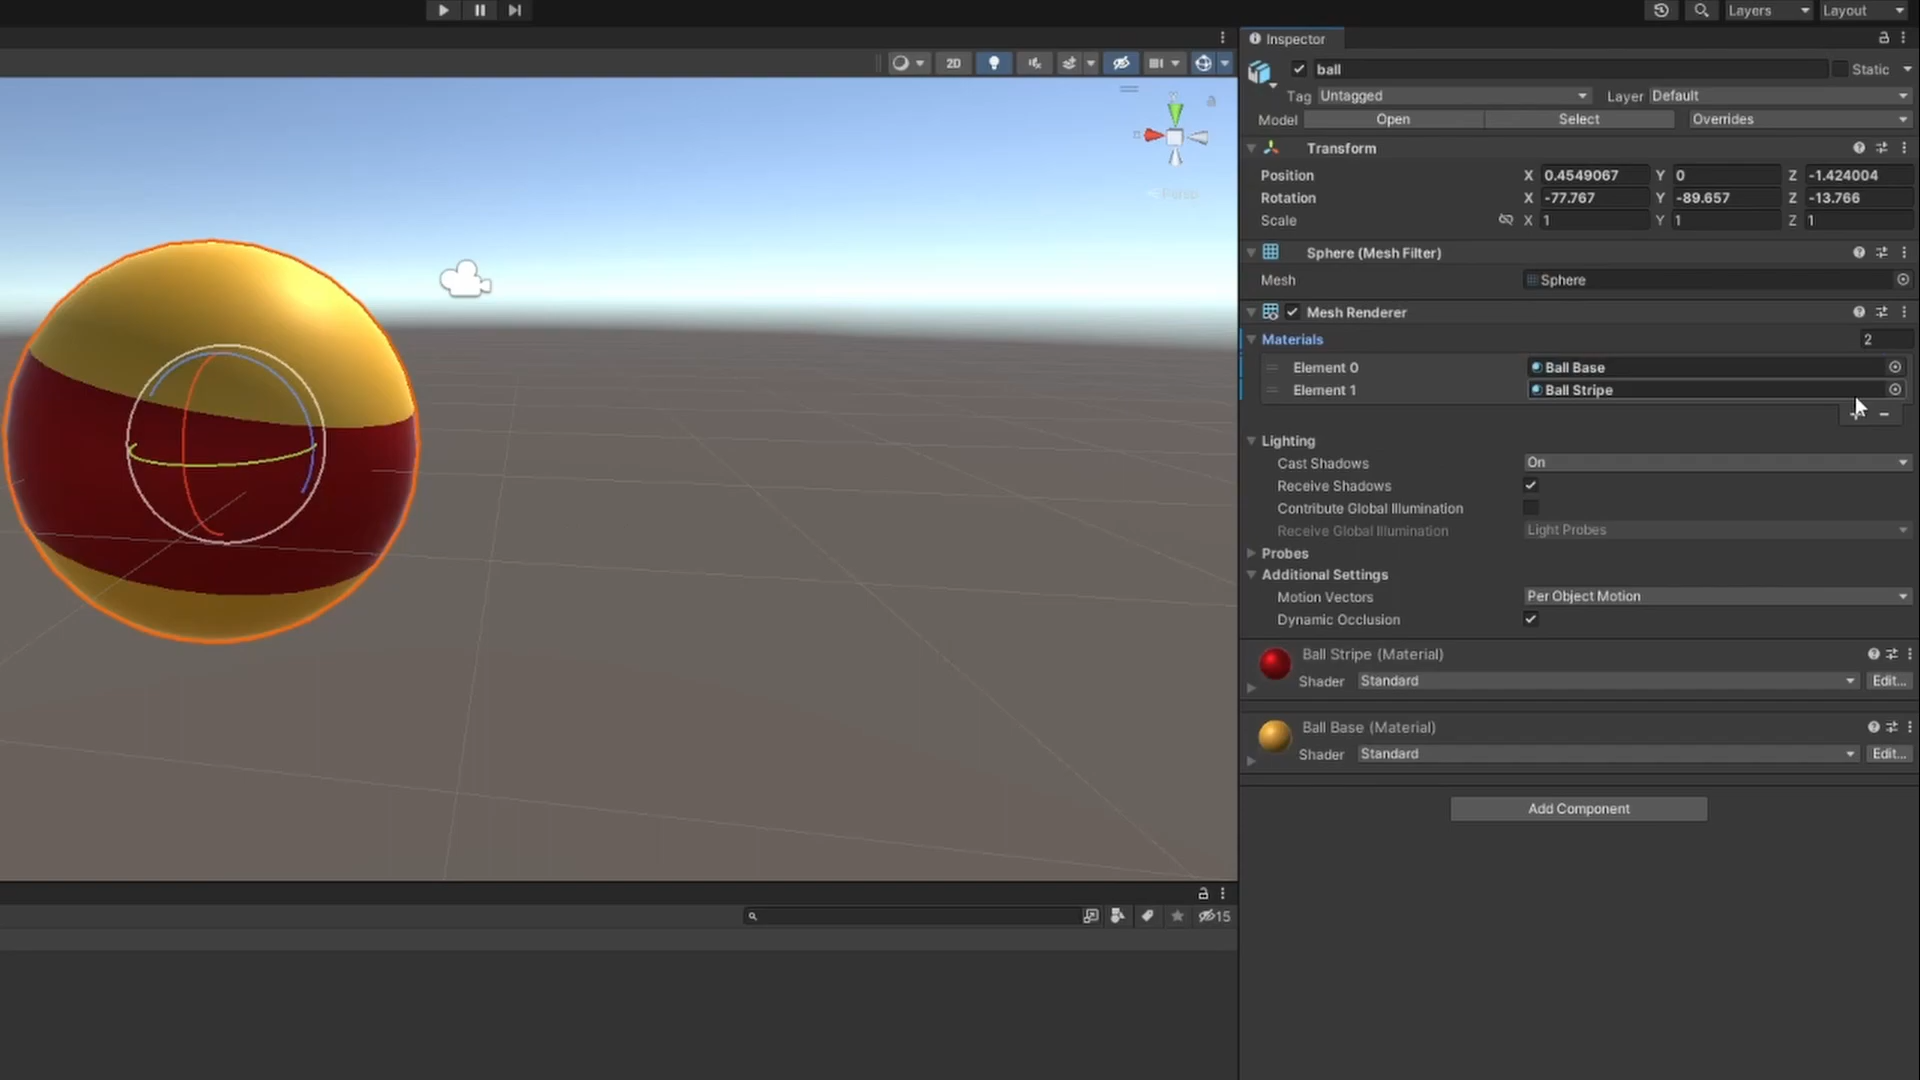 Layers
Layout
2D
Inspector
ball
Static
Tag Untagged
Layer Default
Model Open Select Overrides
Transform
Position X 0.4549067 Y 0 Z -1.424004
Rotation X -77.767 Y -89.657 Z -13.766
Scale X 1 Y 1 Z 1
Sphere (Mesh Filter)
Mesh Sphere
Mesh Renderer
Materials 2
Element 0 Ball Base
Element 1 Ball Stripe
Lighting
Cast Shadows On
Receive Shadows
Contribute Global Illumination
Receive Global Illumination Light Probes
Probes
Additional Settings
Motion Vectors Per Object Motion
Dynamic Occlusion
Ball Stripe (Material)
Shader Standard Edit...
Ball Base (Material)
Shader Standard Edit...
Add Component
15